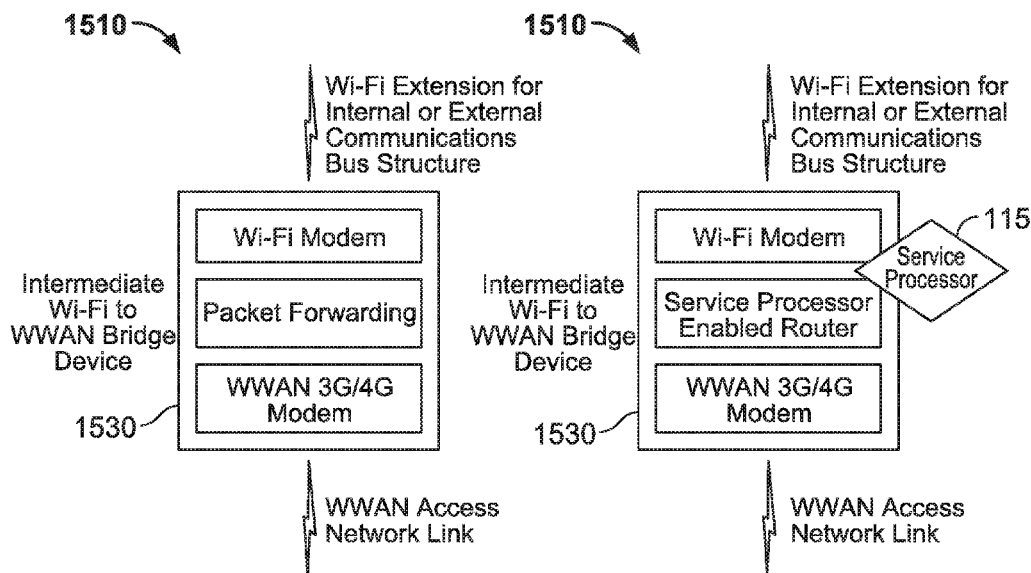 1510
Wi-Fi Extension for
Internal or External
Communications
Bus Structure
Intermediate
Wi-Fi to
WWAN Bridge
Device
Wi-Fi Modem
Packet Forwarding
WWAN 3G/4G
Modem
1530
WWAN Access
Network Link
1510
Wi-Fi Extension for
Internal or External
Communications
Bus Structure
115
Service
Processor
Intermediate
Wi-Fi to
WWAN Bridge
Device
Wi-Fi Modem
Service Processor
Enabled Router
WWAN 3G/4G
Modem
1530
WWAN Access
Network Link